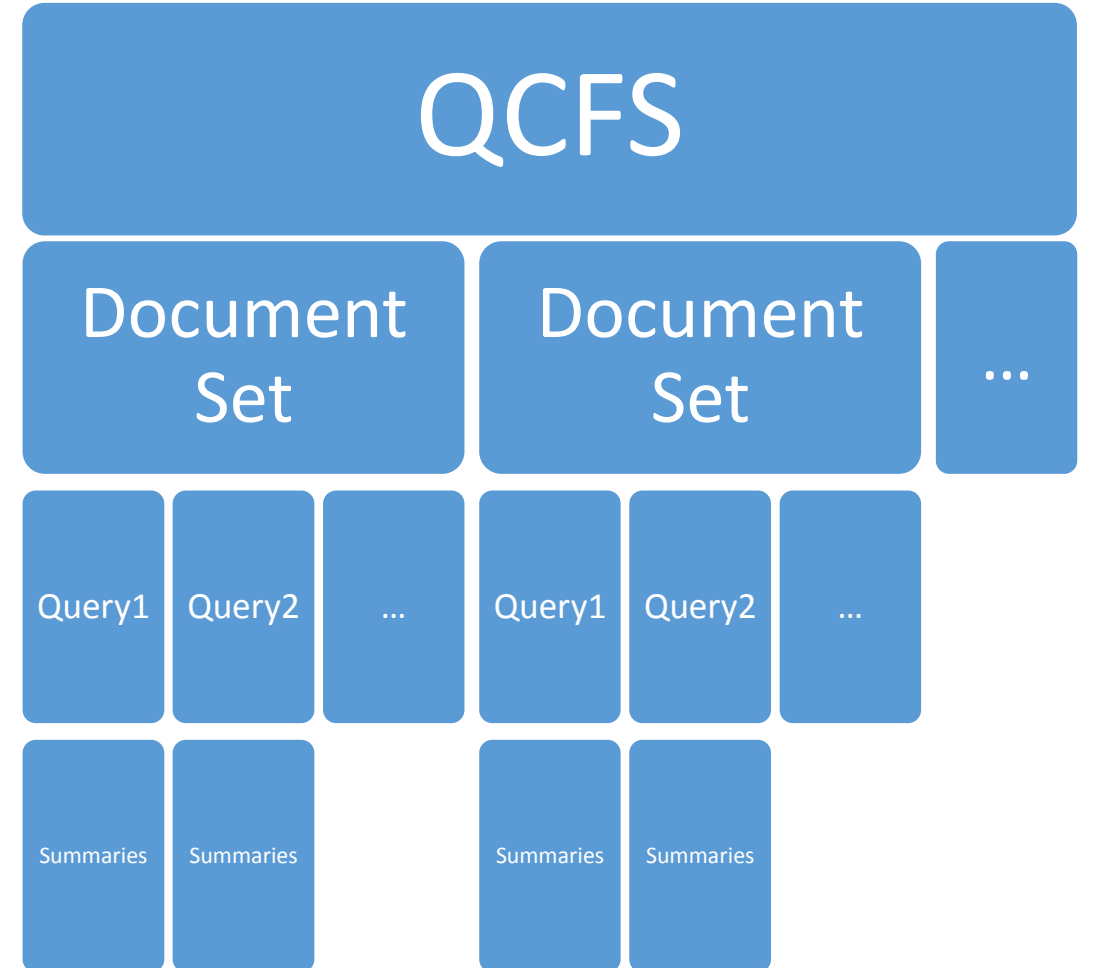 QCFS
Document
Set
Document
Set
...
Query1
Query2
...
Query1
Query2
...
Summaries
Summaries
Summaries
Summaries